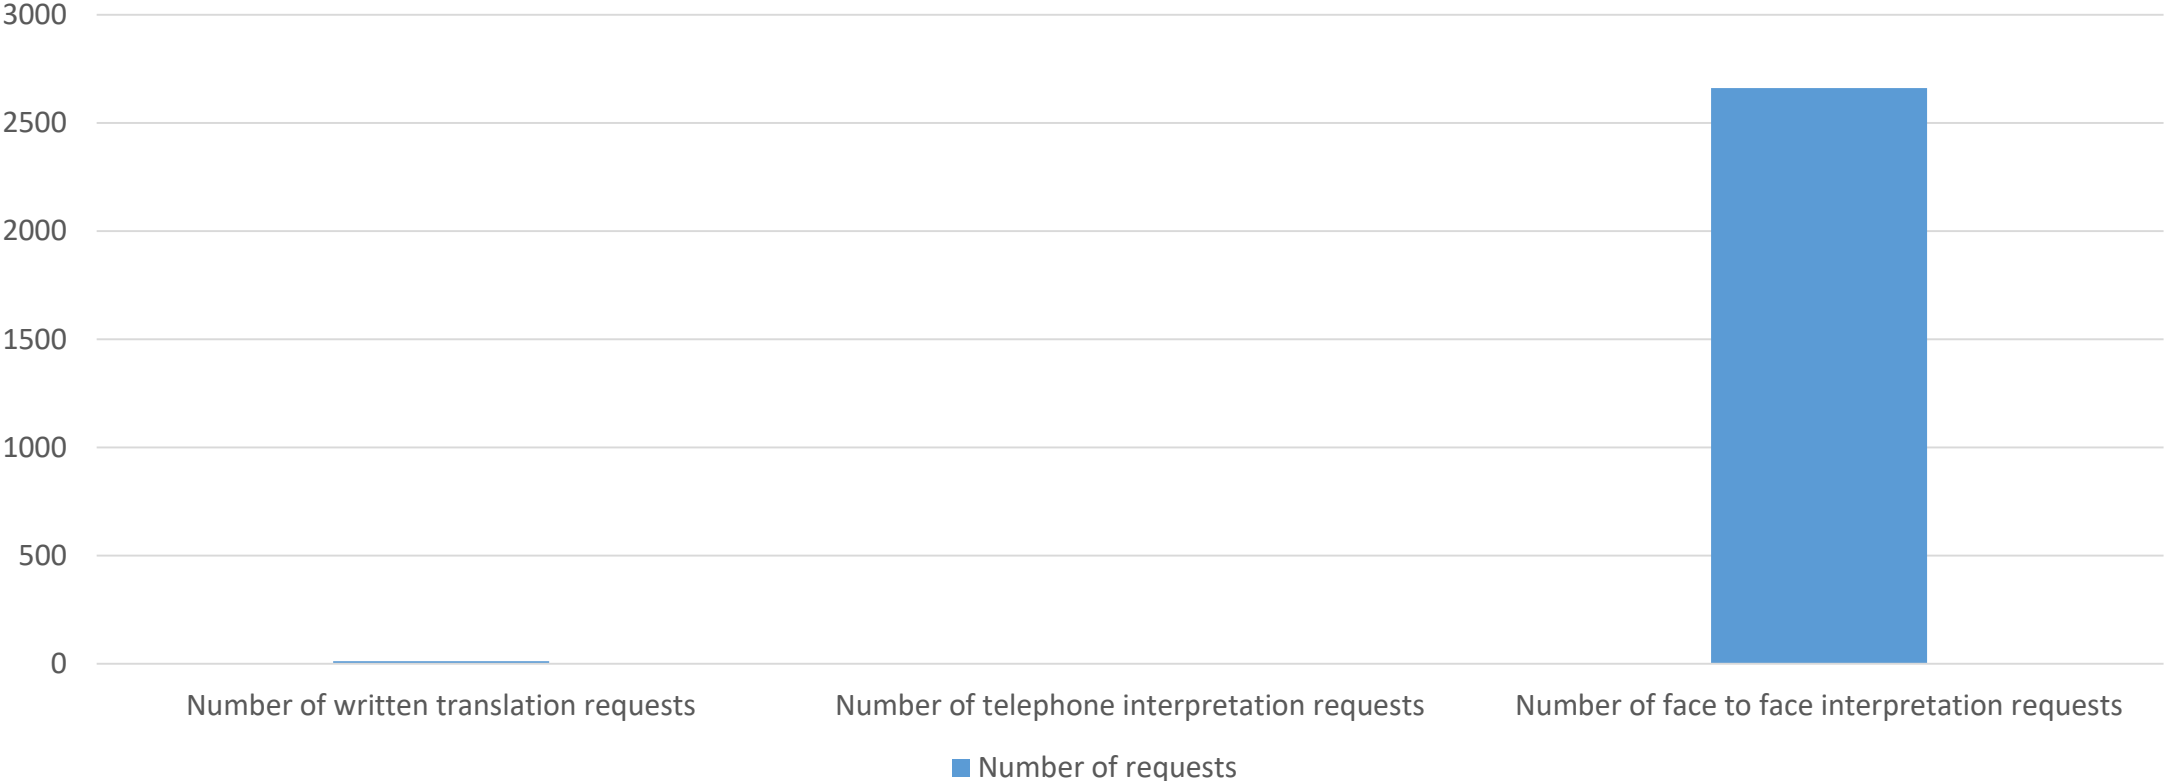 3000
2500
2000
1500
1000
500
0
Number of written translation requests
Number of telephone interpretation requests
Number of face to face interpretation requests
Number of requests